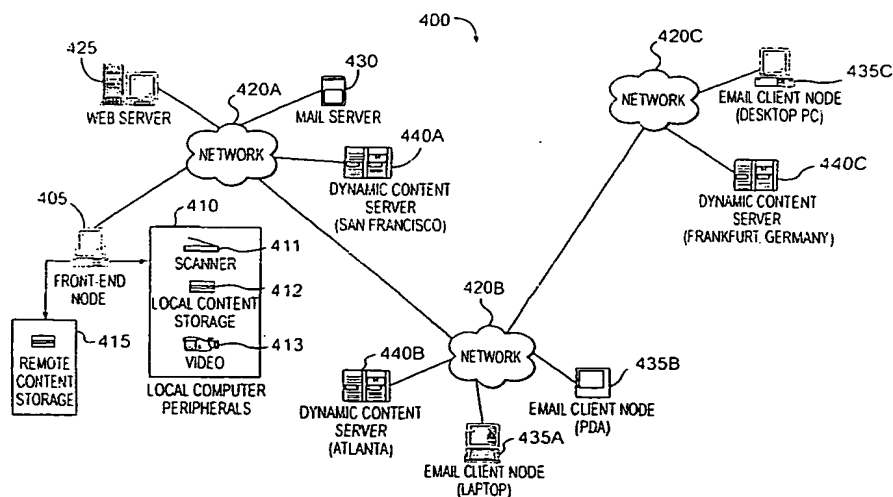 400
425
WEB SERVER
430
MAIL SERVER
420A
NETWORK
440A
DYNAMIC CONTENT
SERVER
(SAN FRANCISCO)
420C
NETWORK
435C
EMAIL CLIENT NODE
(DESKTOP PC)
440C
DYNAMIC CONTENT
SERVER
(FRANKFURT, GERMANY)
405
FRONT-END
NODE
410
411
SCANNER
412
LOCAL CONTENT
STORAGE
413
VIDEO
LOCAL COMPUTER
PERIPHERALS
415
REMOTE
CONTENT
STORAGE
420B
NETWORK
440B
DYNAMIC CONTENT
SERVER
(ATLANTA)
435A
EMAIL CLIENT NODE
(LAPTOP)
435B
EMAIL CLIENT NODE
(PDA)